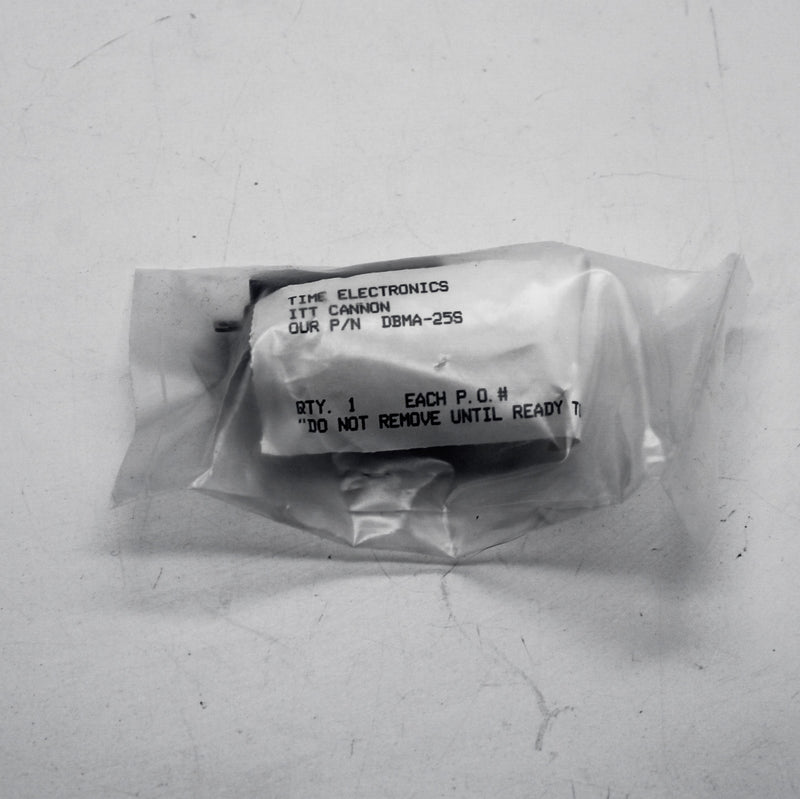 TIME ELECTRONICS
ITT CANNON
OUR P/N DBMA-25S
QTY. 1 EACH P.O.#
"DO NOT REMOVE UNTIL READY